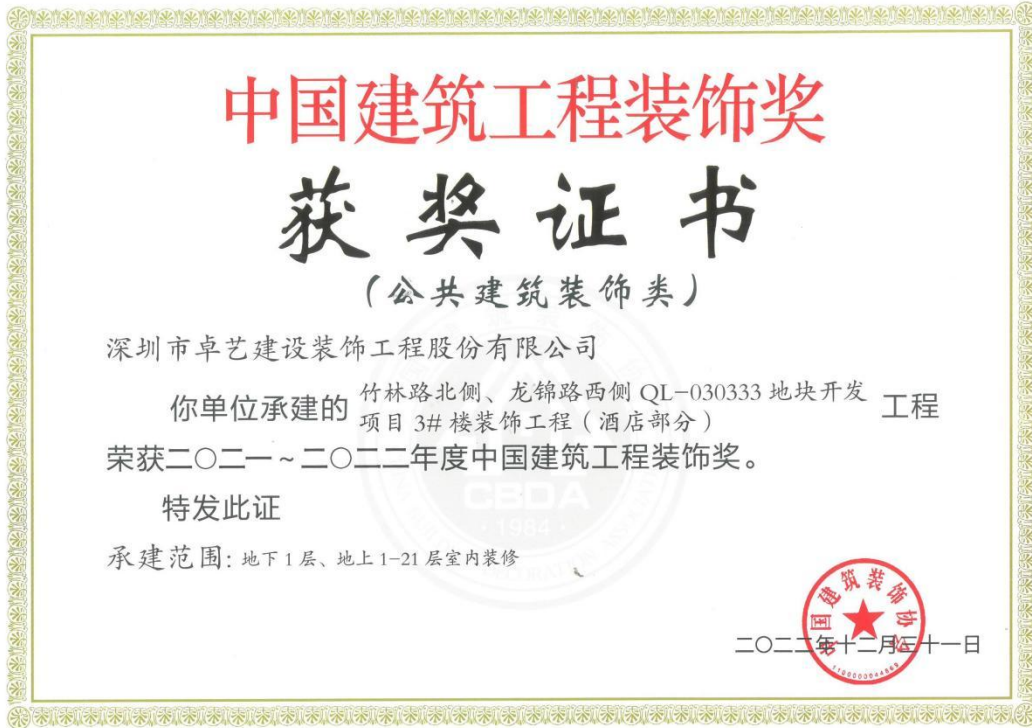 中国建筑工程装饰奖
获奖证书
(公共建筑装饰类)
深圳市卓艺建设装饰工程股份有限公司
你单位承建的 竹林路北侧、龙锦路西侧 QL-030333 地块开发
项目 3# 楼装饰工程(酒店部分) 工程
荣获二〇二一~二〇二二年度中国建筑工程装饰奖。
特发此证
承建范围: 地下 1 层、地上 1-21 层室内装修
CBDA
·1984·
中国建筑装饰协会
二〇二二年十二月三十一日